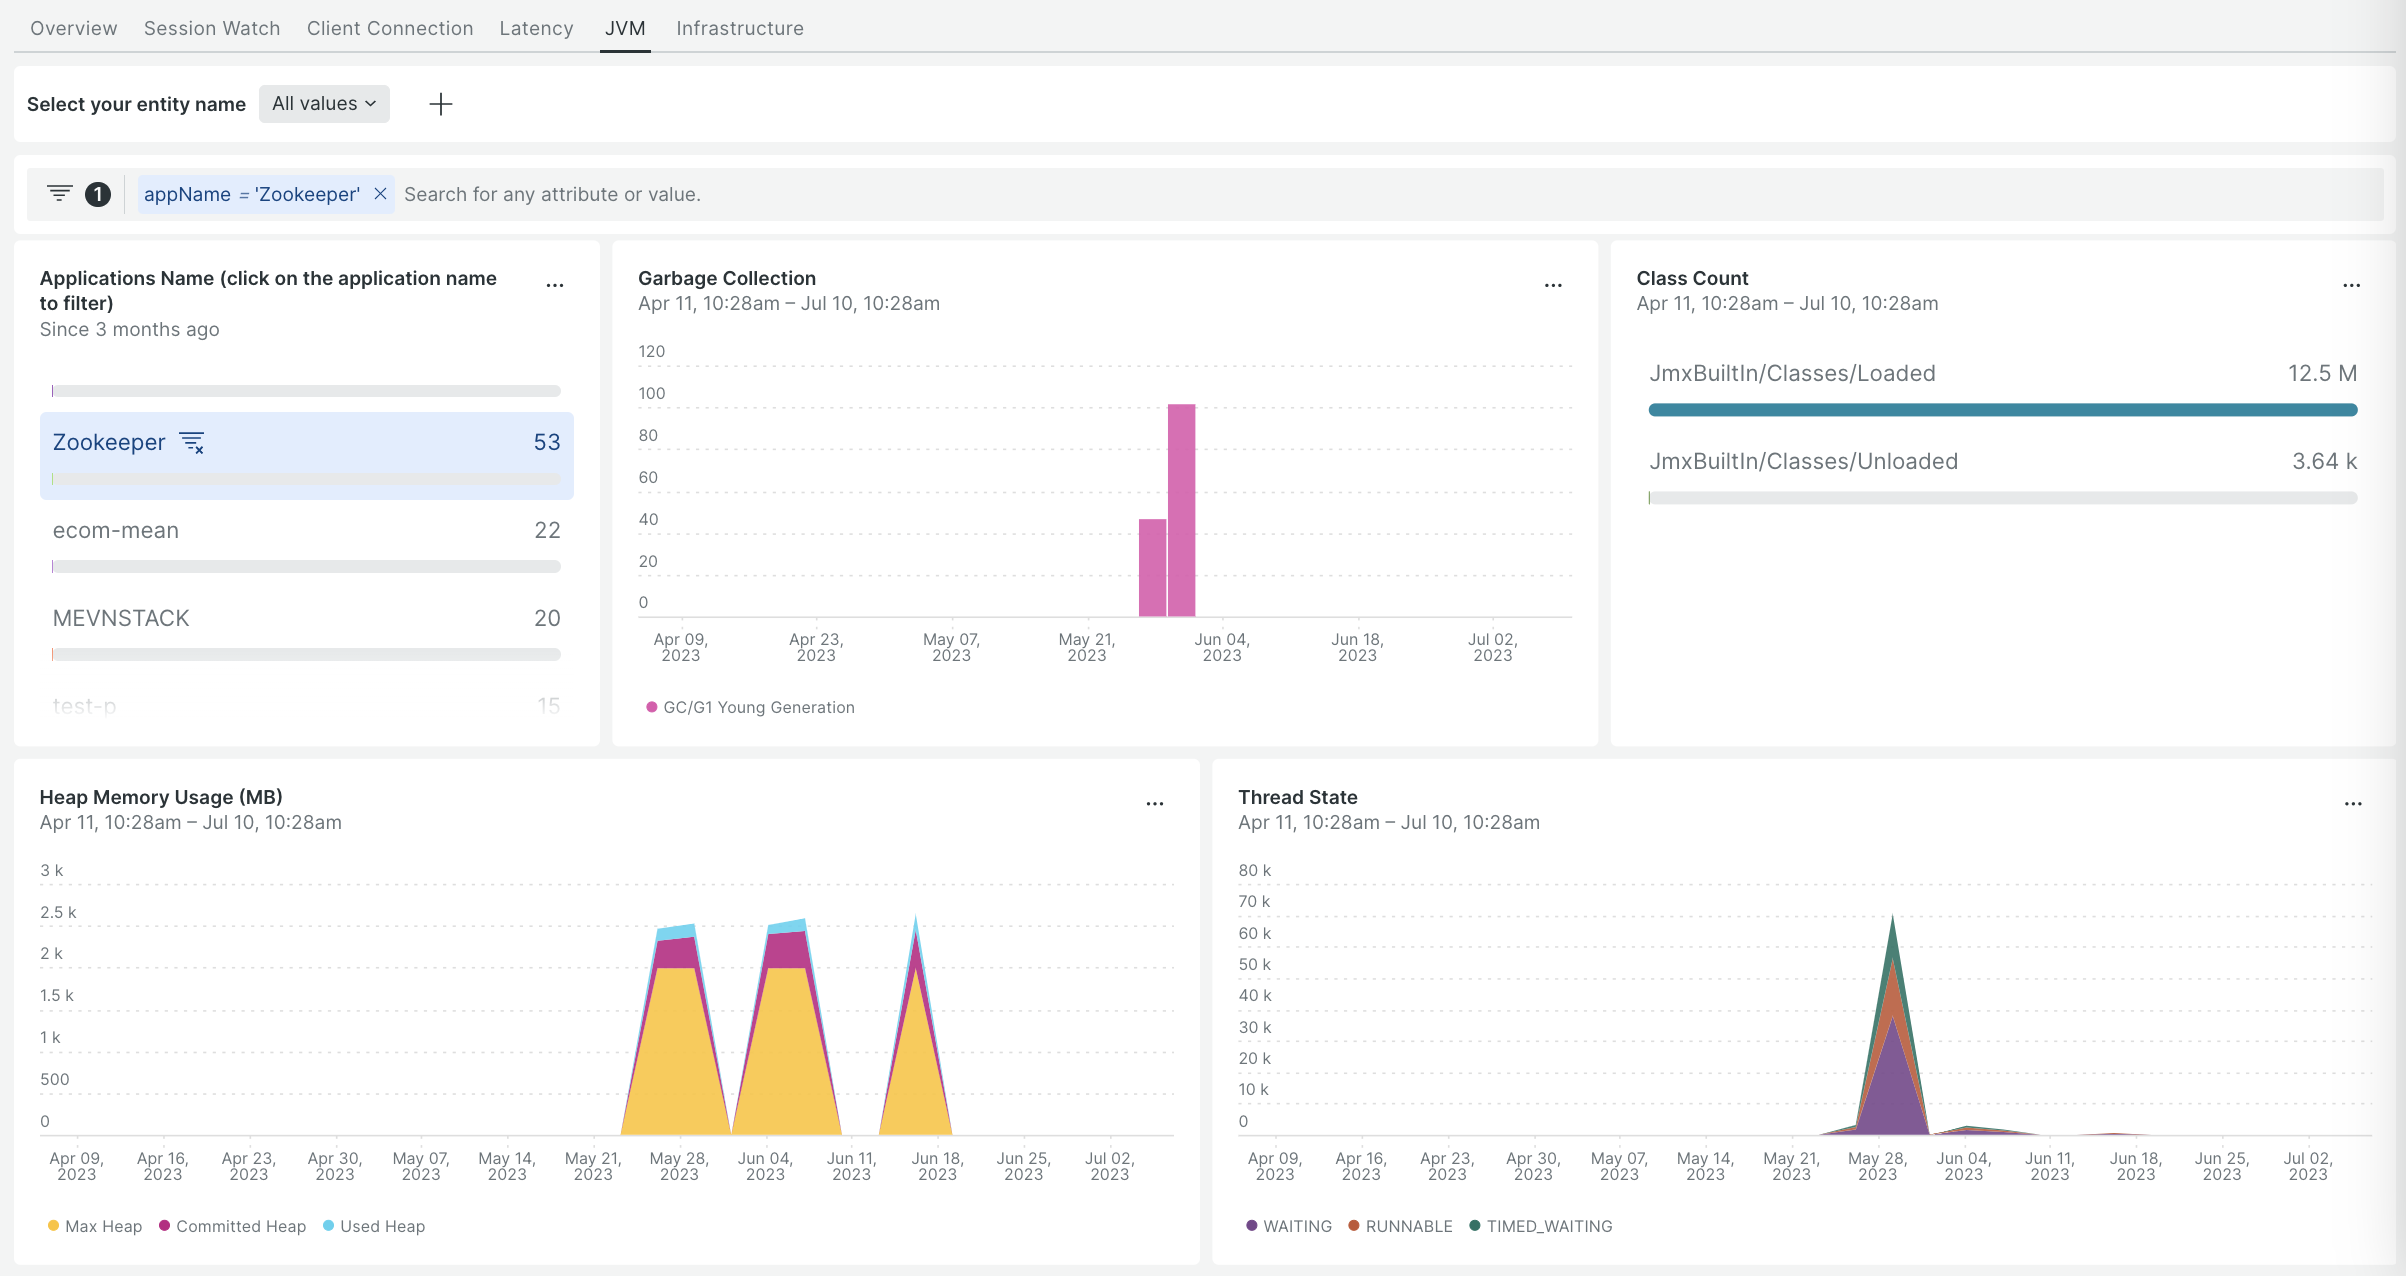 Overview Session Watch Client Connection Latency JVM Infrastructure
Select your entity name All values
1 appName = 'Zookeeper' Search for any attribute or value.
Applications Name (click on the application name
to filter)
Since 3 months ago
Zookeeper 53
ecom-mean 22
MEVNSTACK 20
test-p 15
Garbage Collection
Apr 11, 10:28am – Jul 10, 10:28am
120
100
80
60
40
20
0
Apr 09, 2023 Apr 23, 2023 May 07, 2023 May 21, 2023 Jun 04, 2023 Jun 18, 2023 Jul 02, 2023
GC/G1 Young Generation
Class Count
Apr 11, 10:28am – Jul 10, 10:28am
JmxBuiltIn/Classes/Loaded 12.5 M
JmxBuiltIn/Classes/Unloaded 3.64 k
Heap Memory Usage (MB)
Apr 11, 10:28am – Jul 10, 10:28am
3 k
2.5 k
2 k
1.5 k
1 k
500
0
Apr 09, 2023 Apr 16, 2023 Apr 23, 2023 Apr 30, 2023 May 07, 2023 May 14, 2023 May 21, 2023 May 28, 2023 Jun 04, 2023 Jun 11, 2023 Jun 18, 2023 Jun 25, 2023 Jul 02, 2023
Max Heap Committed Heap Used Heap
Thread State
Apr 11, 10:28am – Jul 10, 10:28am
80 k
70 k
60 k
50 k
40 k
30 k
20 k
10 k
0
Apr 09, 2023 Apr 16, 2023 Apr 23, 2023 Apr 30, 2023 May 07, 2023 May 14, 2023 May 21, 2023 May 28, 2023 Jun 04, 2023 Jun 11, 2023 Jun 18, 2023 Jun 25, 2023 Jul 02, 2023
WAITING RUNNABLE TIMED_WAITING